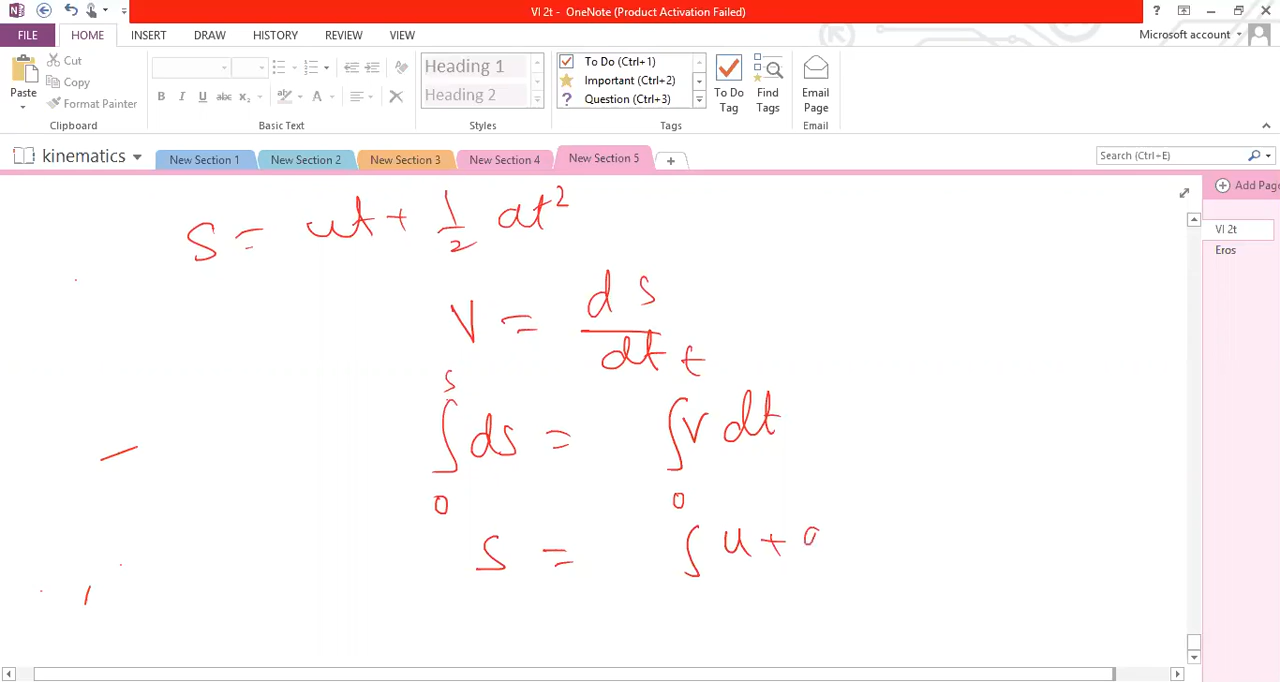 VI 2t - OneNote (Product Activation Failed)
?
FILE HOME INSERT DRAW HISTORY REVIEW VIEW
Microsoft account
Paste
Cut
Copy
Format Painter
Clipboard
B I U abc X₂ ab A
Basic Text
Heading 1
Heading 2
Styles
To Do (Ctrl+1)
Important (Ctrl+2)
? Question (Ctrl+3)
To Do Tag
Find Tags
Tags
Email Page
Email
kinematics
New Section 1 New Section 2 New Section 3 New Section 4 New Section 5 +
Search (Ctrl+E)
Add Page
VI 2t
Eros
S = ut + 1/2 at²
V = ds/dt
∫₀ˢ ds = ∫₀ᵗ V dt
S = ∫ u +